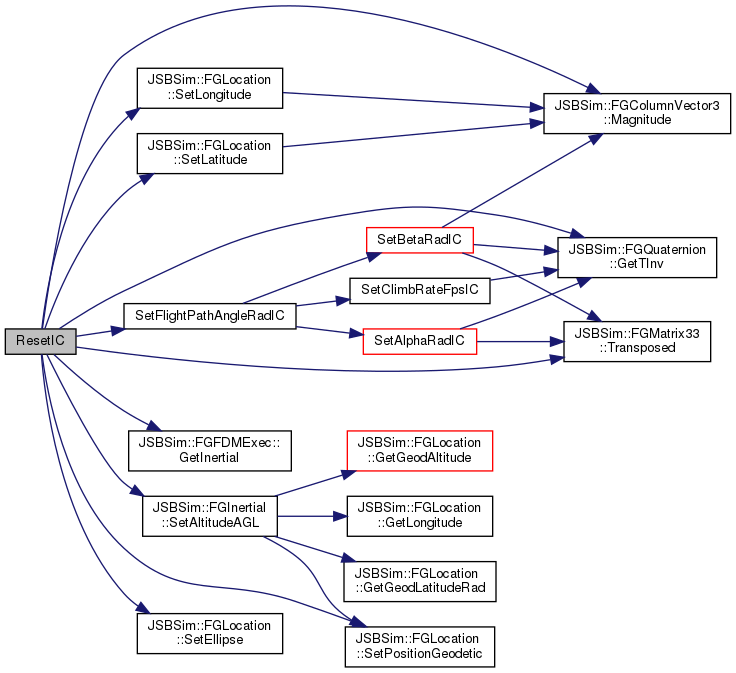 JSBSim::FGLocation
::SetLongitude
JSBSim::FGColumnVector3
::Magnitude
JSBSim::FGLocation
::SetLatitude
SetBetaRadIC
JSBSim::FGQuaternion
::GetTInv
SetClimbRateFpsIC
SetFlightPathAngleRadIC
ResetIC
SetAlphaRadIC
JSBSim::FGMatrix33
::Transposed
JSBSim::FGFDMExec::
GetInertial
JSBSim::FGLocation
::GetGeodAltitude
JSBSim::FGInertial
::SetAltitudeAGL
JSBSim::FGLocation
::GetLongitude
JSBSim::FGLocation
::GetGeodLatitudeRad
JSBSim::FGLocation
::SetEllipse
JSBSim::FGLocation
::SetPositionGeodetic